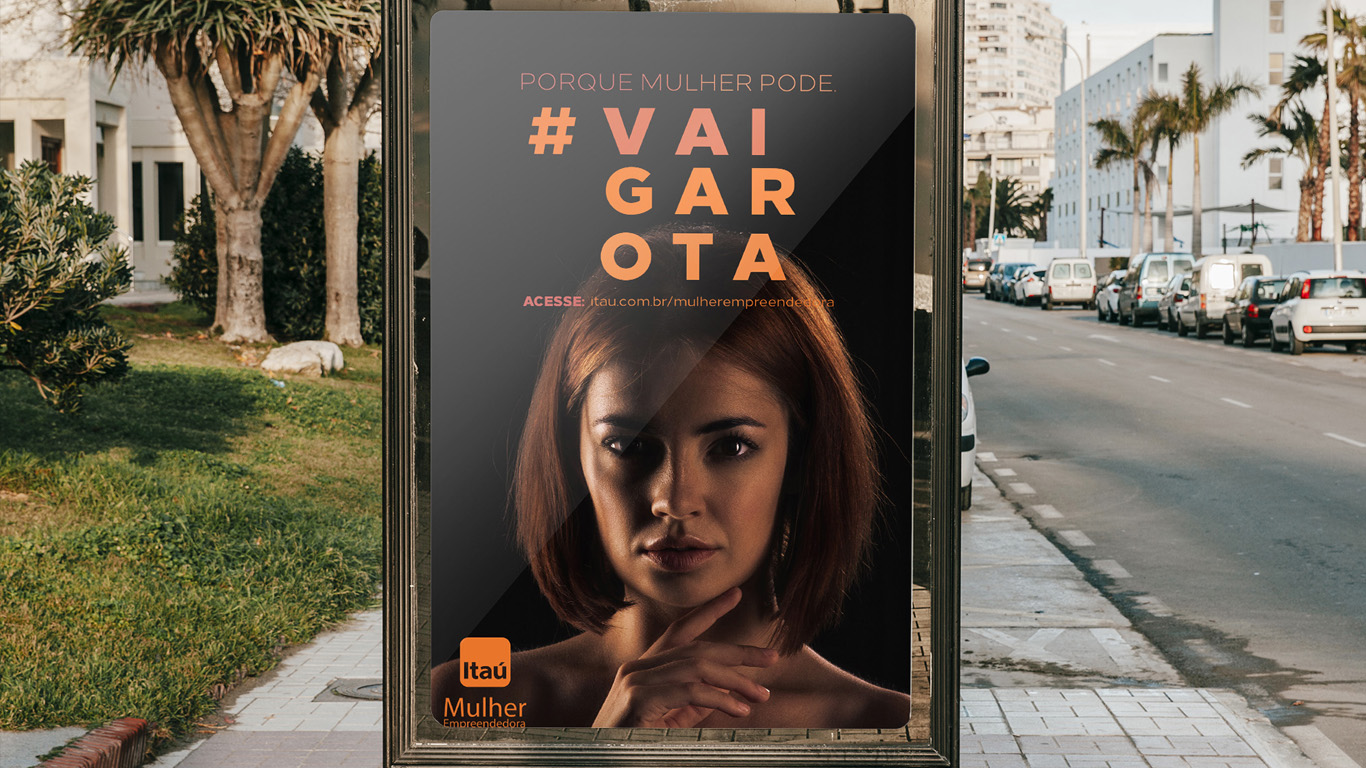 PORQUE MULHER PODE.
# VAI
GAR
OTA
ACESSE: itau.com.br/mulherempreendedora
Itaú
Mulher
Empreendedora